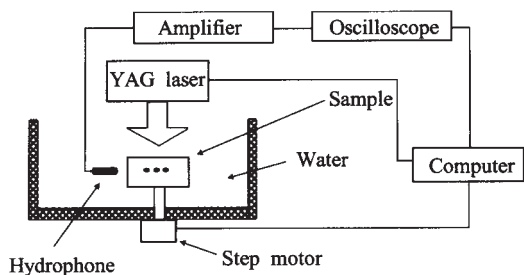 Amplifier
Oscilloscope
YAG laser
Sample
Water
Computer
Hydrophone
Step motor